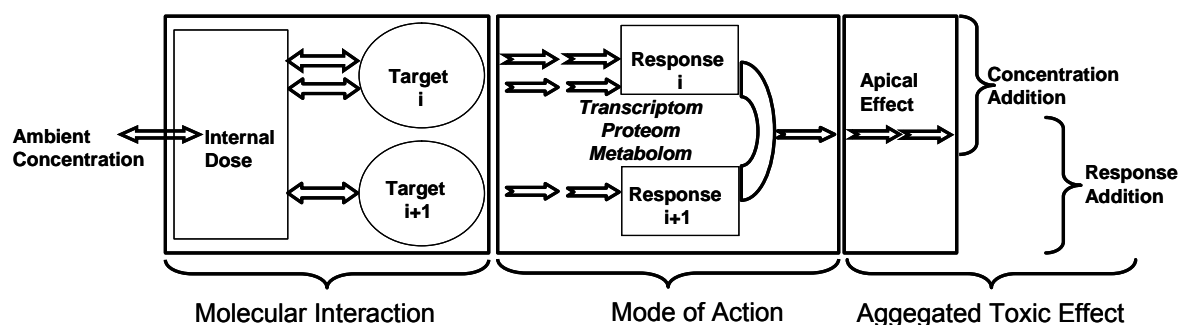 Ambient
Concentration
Internal
Dose
Target
i
Target
i+1
Response
i
Transcriptom
Proteom
Metabolom
Response
i+1
Apical
Effect
Concentration
Addition
Response
Addition
Molecular Interaction
Mode of Action
Aggegated Toxic Effect